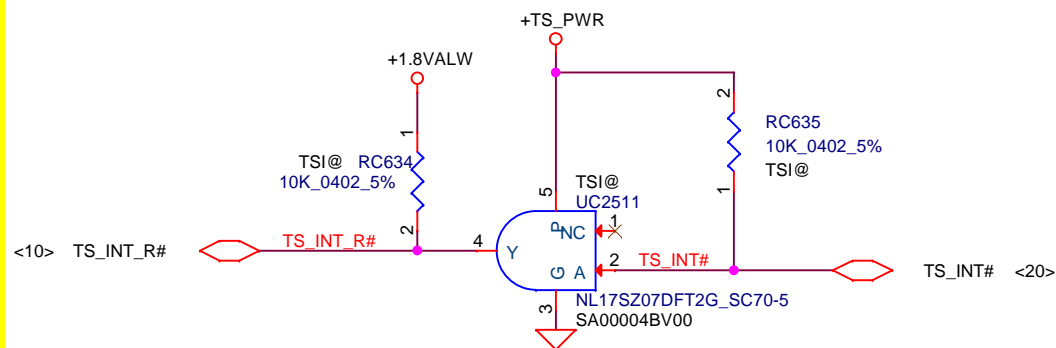 +TS_PWR
+1.8VALW
2
RC635
10K_0402_5%
TSI@
1
1
TSI@ RC634
10K_0402_5%
2
TSI@
UC2511
5
P
NC
1
<10> TS_INT_R#
TS_INT_R#
4
Y
G
A
2
TS_INT#
TS_INT# <20>
3
NL17SZ07DFT2G_SC70-5
SA00004BV00